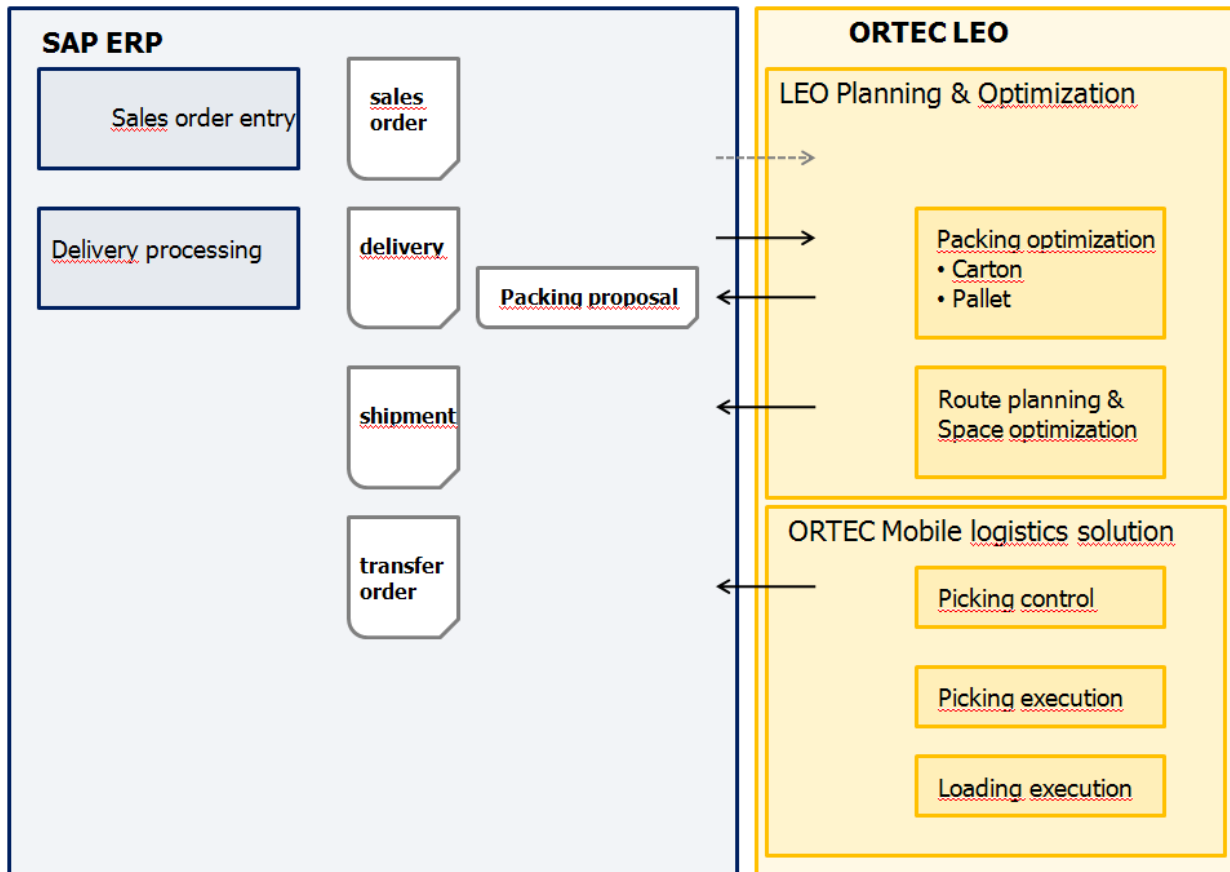 SAP ERP
Sales order entry
sales
order
Delivery processing
delivery
Packing proposal
shipment
transfer
order
ORTEC LEO
LEO Planning & Optimization
Packing optimization
• Carton
• Pallet
Route planning &
Space optimization
ORTEC Mobile logistics solution
Picking control
Picking execution
Loading execution